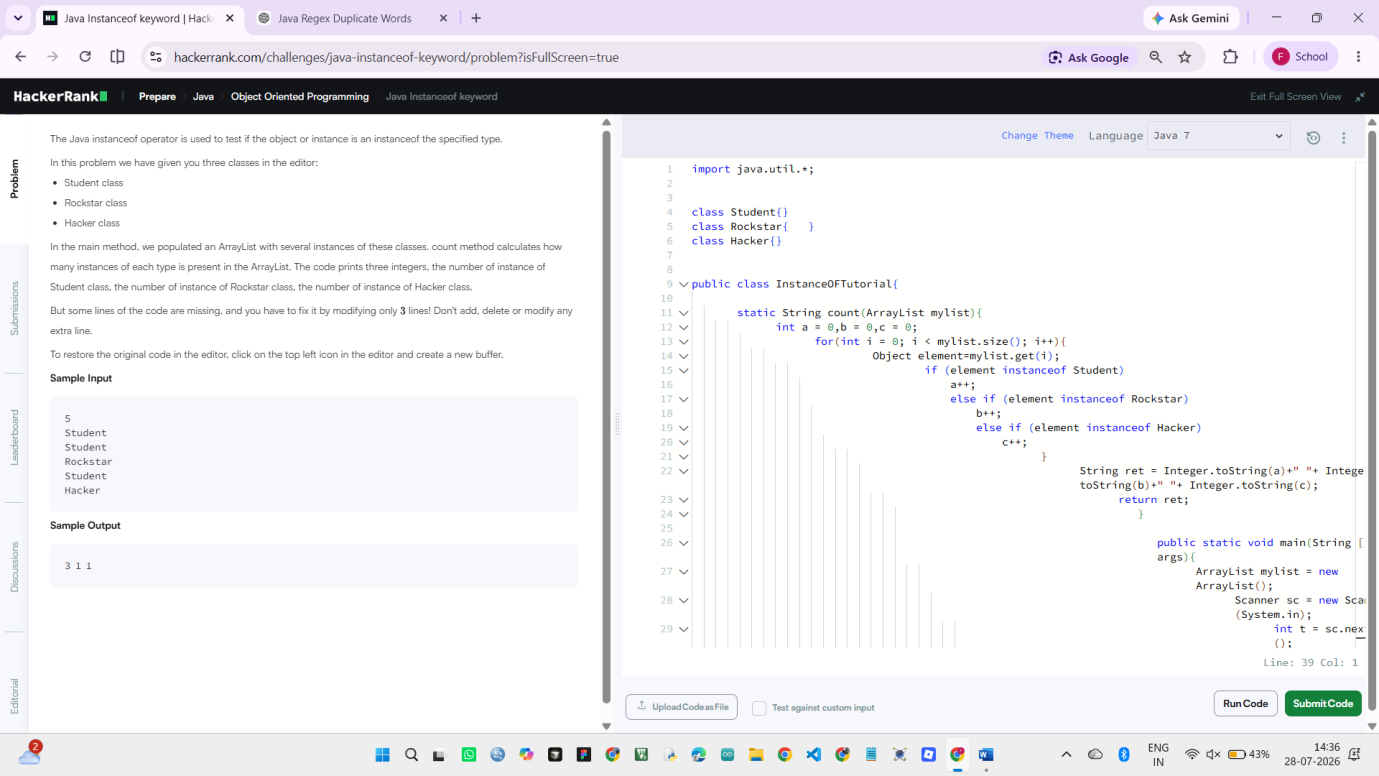 Java Instanceof keyword | Hack
Java Regex Duplicate Words
Ask Gemini
hackerrank.com/challenges/java-instanceof-keyword/problem?isFullScreen=true
Ask Google
F
School
HackerRank
Prepare
Java
Object Oriented Programming
Java Instanceof keyword
Exit Full Screen View
Problem
Submissions
Leaderboard
Discussions
Editorial
The Java instanceof operator is used to test if the object or instance is an instanceof the specified type.
In this problem we have given you three classes in the editor:
• Student class
• Rockstar class
• Hacker class
In the main method, we populated an ArrayList with several instances of these classes. count method calculates how
many instances of each type is present in the ArrayList. The code prints three integers, the number of instance of
Student class, the number of instance of Rockstar class, the number of instance of Hacker class.
But some lines of the code are missing, and you have to fix it by modifying only 3 lines! Don't add, delete or modify any
extra line.
To restore the original code in the editor, click on the top left icon in the editor and create a new buffer.
Sample Input
5
Student
Student
Rockstar
Student
Hacker
Sample Output
3 1 1
Change Theme
Language
Java 7
1 import java.util.*;
2
3
4 class Student{}
5 class Rockstar{   }
6 class Hacker{}
7
8
9 public class InstanceOFTutorial{
10
11 static String count(ArrayList mylist){
12 int a = 0,b = 0,c = 0;
13 for(int i = 0; i < mylist.size(); i++){
14 Object element=mylist.get(i);
15 if (element instanceof Student)
16 a++;
17 else if (element instanceof Rockstar)
18 b++;
19 else if (element instanceof Hacker)
20 c++;
21 }
22 String ret = Integer.toString(a)+" "+ Intege
toString(b)+" "+ Integer.toString(c);
23 return ret;
24 }
25
26 public static void main(String [
args){
27 ArrayList mylist = new
ArrayList();
28 Scanner sc = new Sca
(System.in);
29 int t = sc.nex
();
Line: 39 Col: 1
Upload Code as File
Test against custom input
Run Code
Submit Code
2
ENG
IN
43%
14:36
28-07-2026